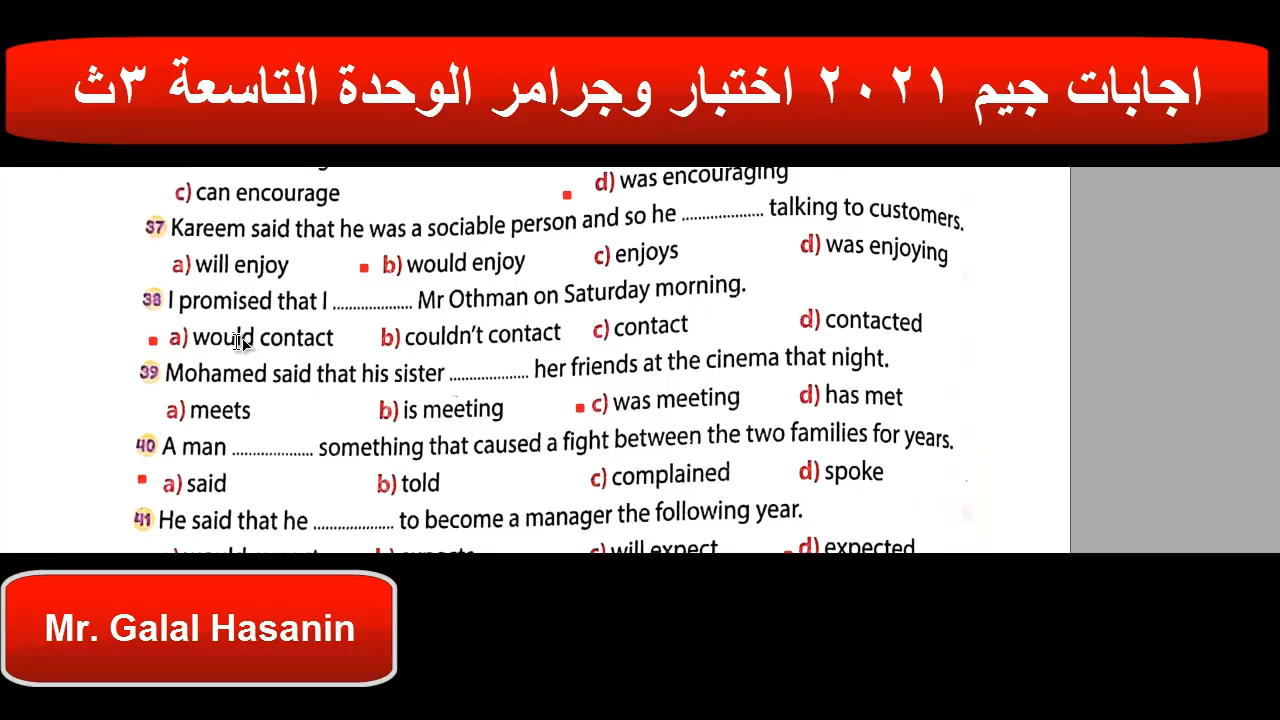 اجابات جيم ٢٠٢١ اختبار وجرامر الوحدة التاسعة ٣ث
c) can encourage
d) was encouraging
37 Kareem said that he was a sociable person and so he .................... talking to customers.
a) will enjoy b) would enjoy c) enjoys d) was enjoying
38 I promised that I .................... Mr Othman on Saturday morning.
a) would contact b) couldn't contact c) contact d) contacted
39 Mohamed said that his sister .................... her friends at the cinema that night.
a) meets b) is meeting c) was meeting d) has met
40 A man .................... something that caused a fight between the two families for years.
a) said b) told c) complained d) spoke
41 He said that he .................... to become a manager the following year.
b) expects c) will expect d) expected
Mr. Galal Hasanin